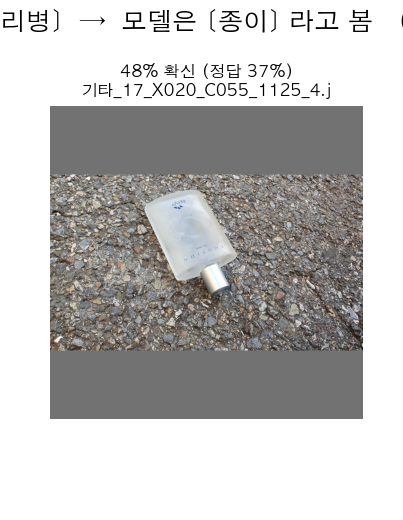 리병〕 → 모델은 〔종이〕 라고 봄
48% 확신 (정답 37%)
기타_17_X020_C055_1125_4.j